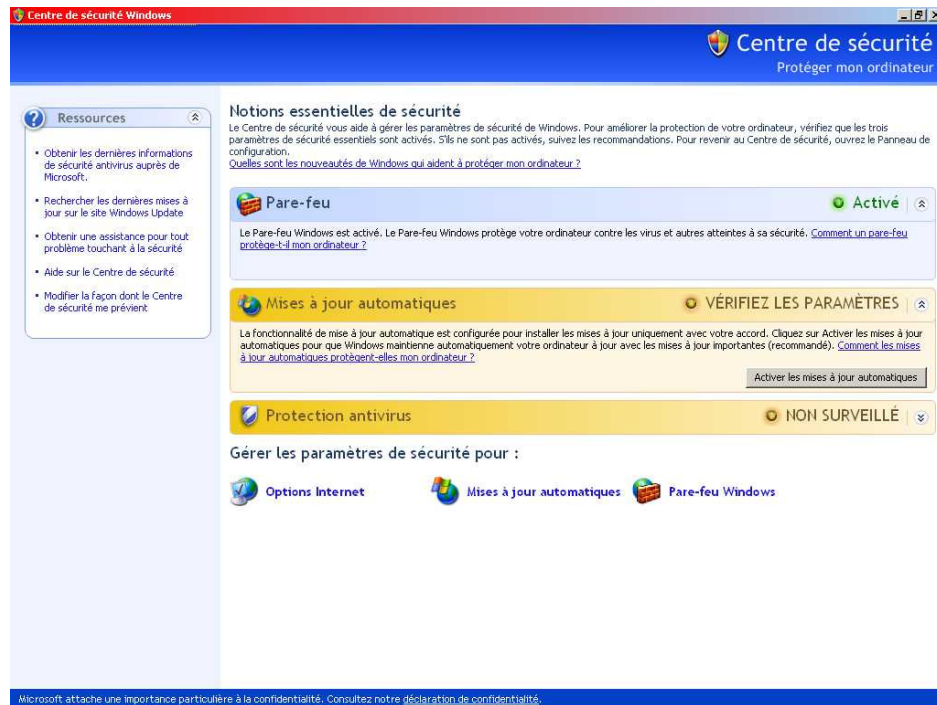 Centre de sécurité Windows
Centre de sécurité
Protéger mon ordinateur
Ressources
• Obtenir les dernières informations
de sécurité antivirus auprès de
Microsoft.
• Rechercher les dernières mises à
jour sur le site Windows Update
• Obtenir une assistance pour tout
problème touchant à la sécurité
• Aide sur le Centre de sécurité
• Modifier la façon dont le Centre
de sécurité me prévient
Notions essentielles de sécurité
Le Centre de sécurité vous aide à gérer les paramètres de sécurité de Windows. Pour améliorer la protection de votre ordinateur, vérifiez que les trois
paramètres de sécurité essentiels sont activés. S'ils ne sont pas activés, suivez les recommandations. Pour revenir au Centre de sécurité, ouvrez le Panneau de
configuration.
Quelles sont les nouveautés de Windows qui aident à protéger mon ordinateur ?
Pare-feu Activé
Le Pare-feu Windows est activé. Le Pare-feu Windows protège votre ordinateur contre les virus et autres atteintes à sa sécurité. Comment un pare-feu
protège-t-il mon ordinateur ?
Mises à jour automatiques VÉRIFIEZ LES PARAMÈTRES
La fonctionnalité de mise à jour automatique est configurée pour installer les mises à jour uniquement avec votre accord. Cliquez sur Activer les mises à jour
automatiques pour que Windows maintienne automatiquement votre ordinateur à jour avec les mises à jour importantes (recommandé). Comment les mises
à jour automatiques protègent-elles mon ordinateur ?
Activer les mises à jour automatiques
Protection antivirus NON SURVEILLÉ
Gérer les paramètres de sécurité pour :
Options Internet Mises à jour automatiques Pare-feu Windows
Microsoft attache une importance particulière à la confidentialité. Consultez notre déclaration de confidentialité.